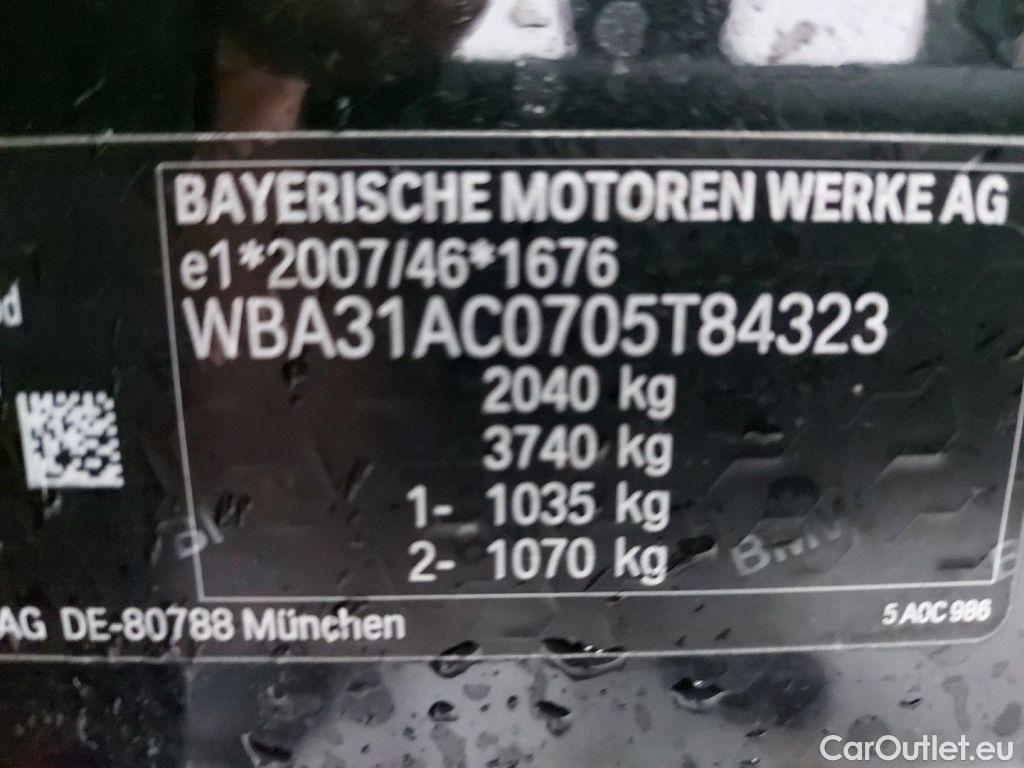 BAYERISCHE MOTOREN WERKE AG
e1*2007/46*1676
WBA31AC0705T84323
2040 kg
3740 kg
1- 1035 kg
2- 1070 kg
AG DE-80788 München
5 A0C 986
BMW
CarOutlet.eu